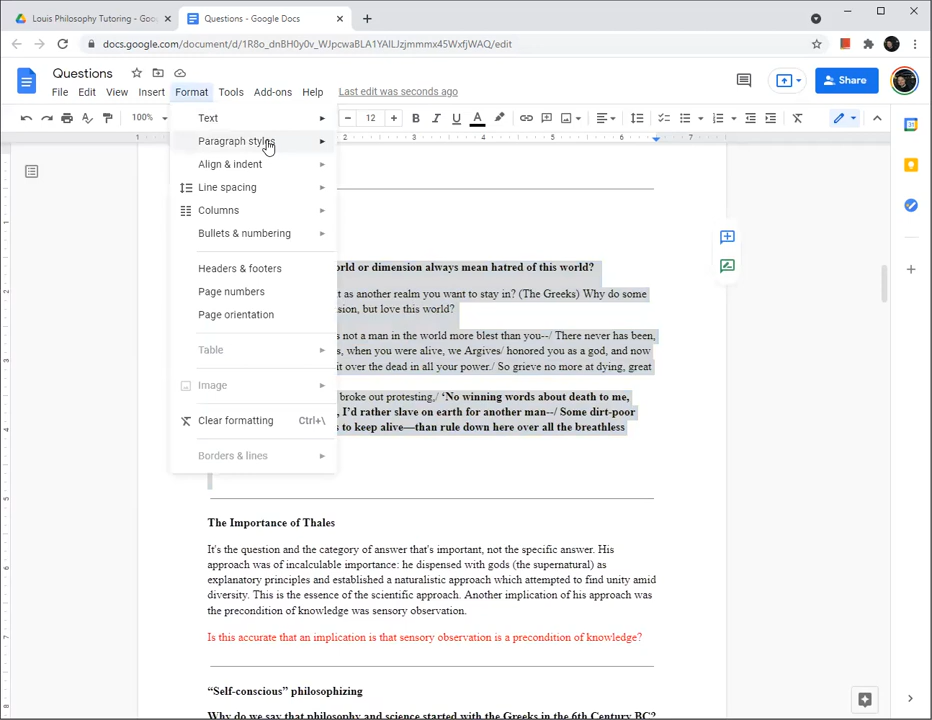 Louis Philosophy Tutoring - Goo
Questions - Google Docs
docs.google.com/document/d/1R8o_dnBH0y0v_WJpcwaBLA1YAILJzjmmmx45WxfjWAQ/edit
Questions
File Edit View Insert Format Tools Add-ons Help Last edit was seconds ago
Share
100% 12
1 2 3 4 5 6 7
Text
Paragraph styles
Align & indent
Line spacing
Columns
Bullets & numbering
Headers & footers
Page numbers
Page orientation
Table
Image
Clear formatting Ctrl+\
Borders & lines
orld or dimension always mean hatred of this world?
t as another realm you want to stay in? (The Greeks) Why do some
sion, but love this world?
s not a man in the world more blest than you--/ There never has been,
s, when you were alive, we Argives/ honored you as a god, and now
it over the dead in all your power./ So grieve no more at dying, great
broke out protesting,/ ‘No winning words about death to me,
, I’d rather slave on earth for another man--/ Some dirt-poor
s to keep alive—than rule down here over all the breathless
The Importance of Thales
It's the question and the category of answer that's important, not the specific answer. His
approach was of incalculable importance: he dispensed with gods (the supernatural) as
explanatory principles and established a naturalistic approach which attempted to find unity amid
diversity. This is the essence of the scientific approach. Another implication of his approach was
the precondition of knowledge was sensory observation.
Is this accurate that an implication is that sensory observation is a precondition of knowledge?
“Self-conscious” philosophizing
Why do we say that philosophy and science started with the Greeks in the 6th Century BC?